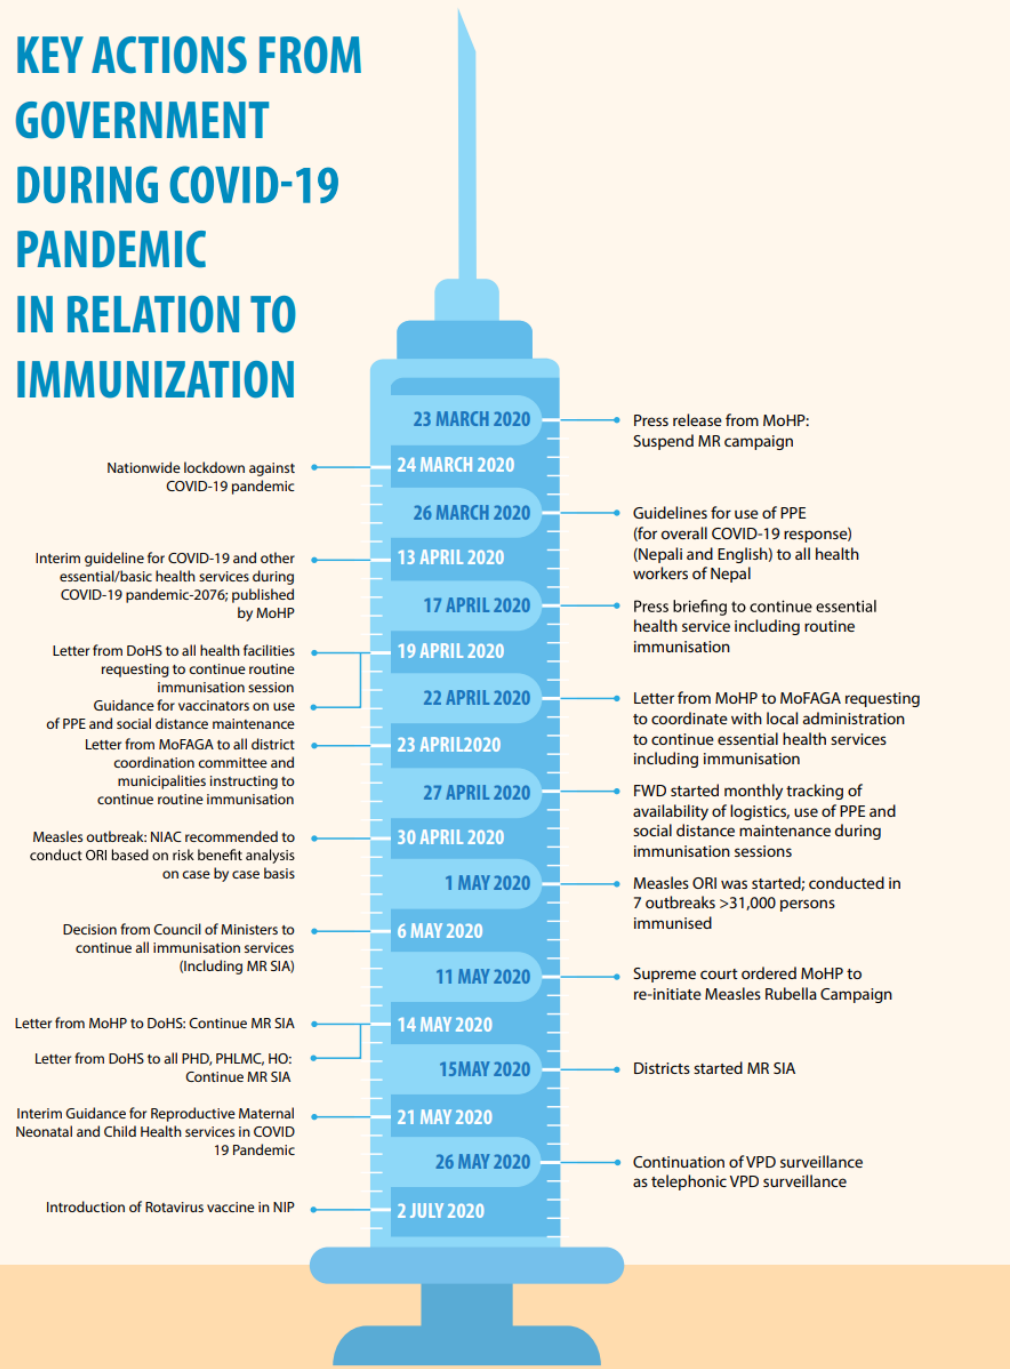 KEY ACTIONS FROM
GOVERNMENT
DURING COVID-19
PANDEMIC
IN RELATION TO
IMMUNIZATION
23 MARCH 2020
Press release from MoHP:
Suspend MR campaign
24 MARCH 2020
Nationwide lockdown against
COVID-19 pandemic
26 MARCH 2020
Guidelines for use of PPE
(for overall COVID-19 response)
(Nepali and English) to all health
workers of Nepal
13 APRIL 2020
Interim guideline for COVID-19 and other
essential/basic health services during
COVID-19 pandemic-2076; published
by MoHP
17 APRIL 2020
Press briefing to continue essential
health service including routine
immunisation
19 APRIL 2020
Letter from DoHS to all health facilities
requesting to continue routine
immunisation session
Guidance for vaccinators on use
of PPE and social distance maintenance
22 APRIL 2020
Letter from MoHP to MoFAGA requesting
to coordinate with local administration
to continue essential health services
including immunisation
23 APRIL2020
Letter from MoFAGA to all district
coordination committee and
municipalities instructing to
continue routine immunisation
27 APRIL 2020
FWD started monthly tracking of
availability of logistics, use of PPE and
social distance maintenance during
immunisation sessions
30 APRIL 2020
Measles outbreak: NIAC recommended to
conduct ORI based on risk benefit analysis
on case by case basis
1 MAY 2020
Measles ORI was started; conducted in
7 outbreaks >31,000 persons
immunised
6 MAY 2020
Decision from Council of Ministers to
continue all immunisation services
(Including MR SIA)
11 MAY 2020
Supreme court ordered MoHP to
re-initiate Measles Rubella Campaign
14 MAY 2020
Letter from MoHP to DoHS: Continue MR SIA
Letter from DoHS to all PHD, PHLMC, HO:
Continue MR SIA
15MAY 2020
Districts started MR SIA
21 MAY 2020
Interim Guidance for Reproductive Maternal
Neonatal and Child Health services in COVID
19 Pandemic
26 MAY 2020
Continuation of VPD surveillance
as telephonic VPD surveillance
2 JULY 2020
Introduction of Rotavirus vaccine in NIP